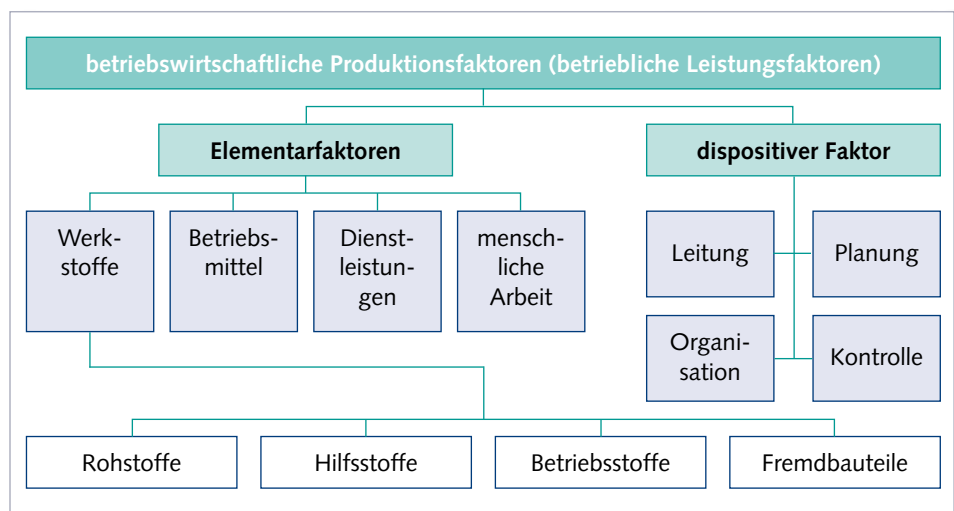 betriebswirtschaftliche Produktionsfaktoren (betriebliche Leistungsfaktoren)
Elementarfaktoren
dispositiver Faktor
Werk-
stoffe
Betriebs-
mittel
Dienst-
leistun-
gen
mensch-
liche
Arbeit
Leitung
Planung
Organi-
sation
Kontrolle
Rohstoffe
Hilfsstoffe
Betriebsstoffe
Fremdbauteile